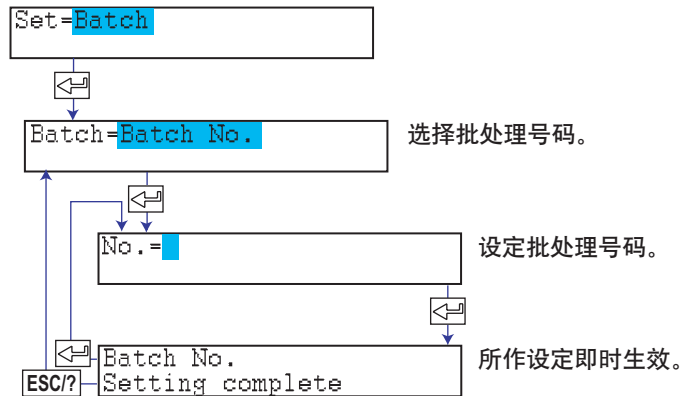 Set=Batch
Batch=Batch No.
选择批处理号码。
No.=
设定批处理号码。
Batch No.
Setting complete
所作设定即时生效。
ESC/?